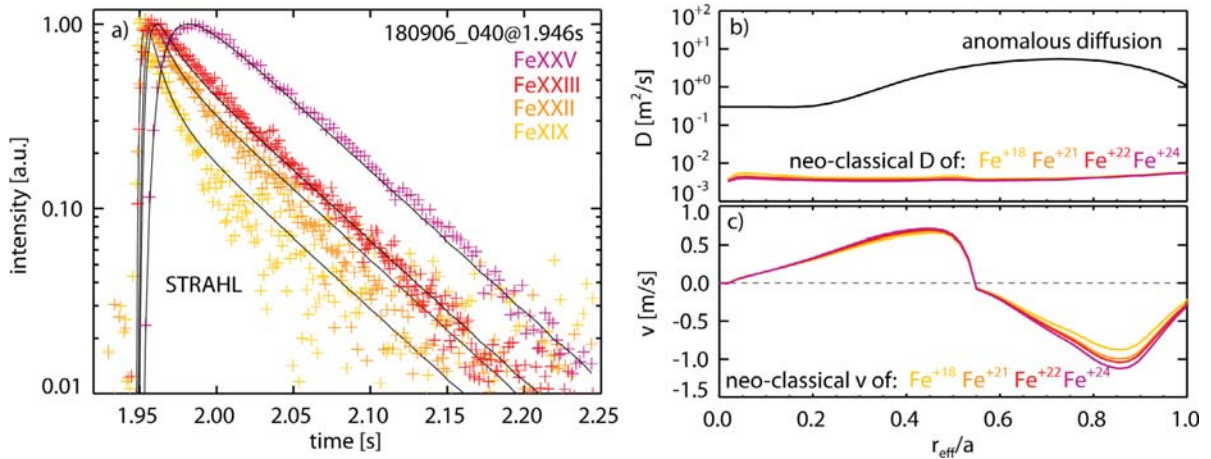 a)
180906_040@1.946s
FeXXV
FeXXIII
FeXXII
FeXIX
STRAHL
1.00
0.10
0.01
intensity [a.u.]
1.95 2.00 2.05 2.10 2.15 2.20 2.25
time [s]
b)
anomalous diffusion
neo-classical D of: Fe+18 Fe+21 Fe+22 Fe+24
10+2
10+1
10+0
10-1
10-2
10-3
D [m2/s]
c)
neo-classical v of: Fe+18 Fe+21 Fe+22 Fe+24
0.5
0.0
-0.5
-1.0
-1.5
v [m/s]
0.0 0.2 0.4 0.6 0.8 1.0
reff/a